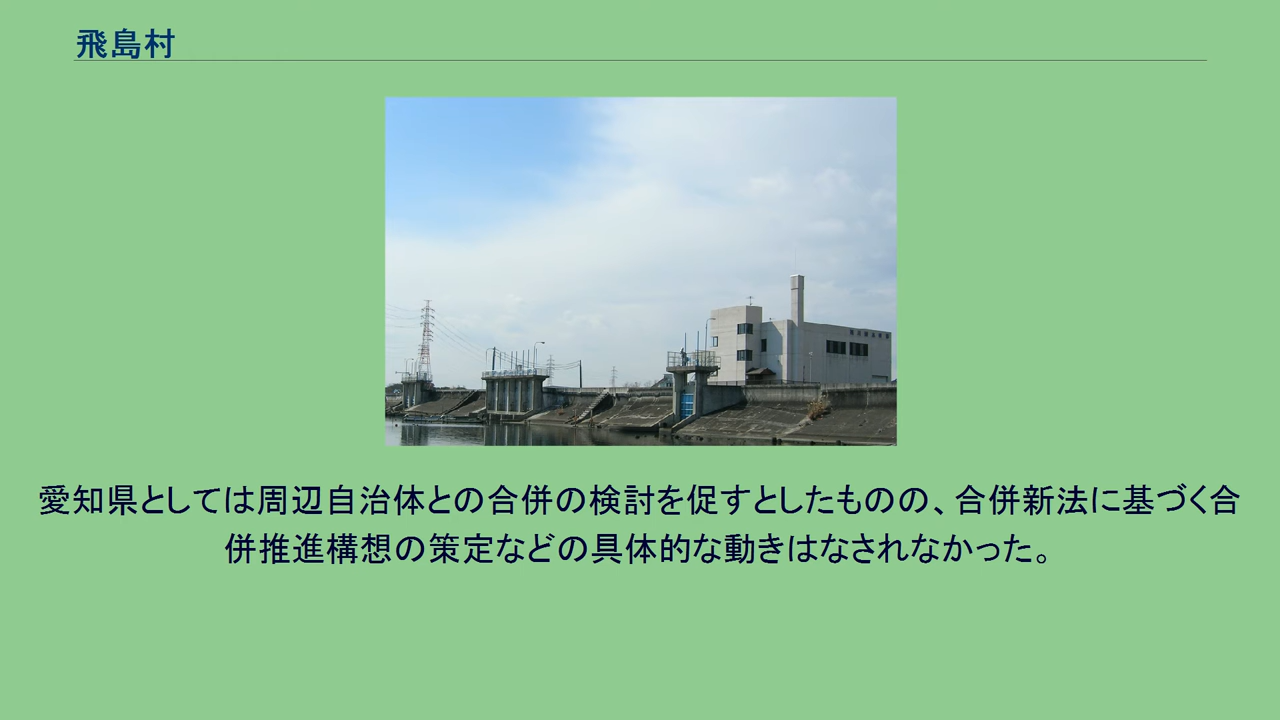 飛島村
愛知県としては周辺自治体との合併の検討を促すとしたものの、合併新法に基づく合
併推進構想の策定などの具体的な動きはなされなかった。